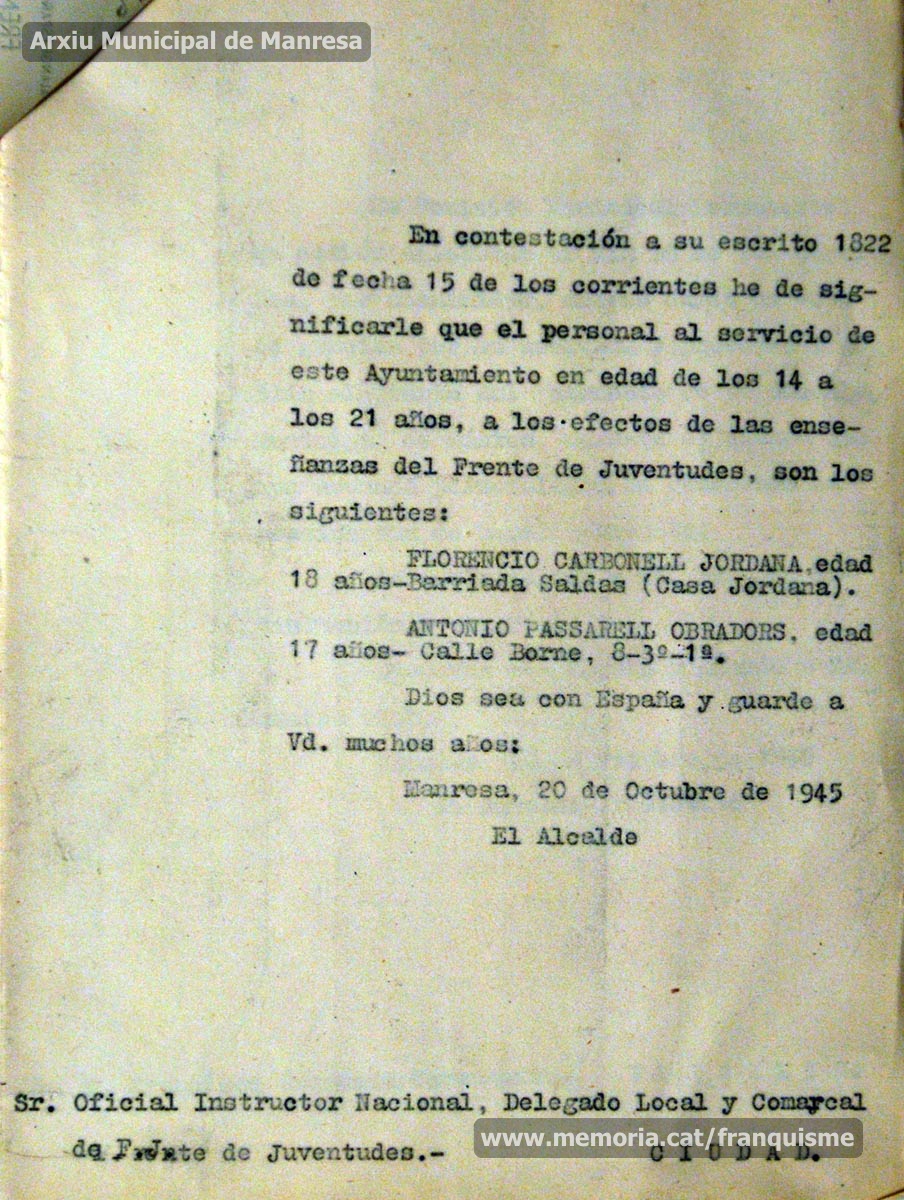 Arxiu Municipal de Manresa
En contestación a su escrito 1822
de fecha 15 de los corrientes he de sig-
nificarle que el personal al servicio de
este Ayuntamiento en edad de los 14 a
los 21 años, a los efectos de las ense-
ñanzas del Frente de Juventudes, son los
siguientes:
FLORENCIO CARBONELL JORDANA, edad
18 años-Barriada Saldas (Casa Jordana).
ANTONIO PASSARELL OBRADORS, edad
17 años- Calle Borne, 8-3º-1ª.
Dios sea con España y guarde a
Vd. muchos años:
Manresa, 20 de Octubre de 1945
El Alcalde
Sr. Oficial Instructor Nacional, Delegado Local y Comarcal
de Frente de Juventudes.-
CIUDAD.
www.memoria.cat/franquisme